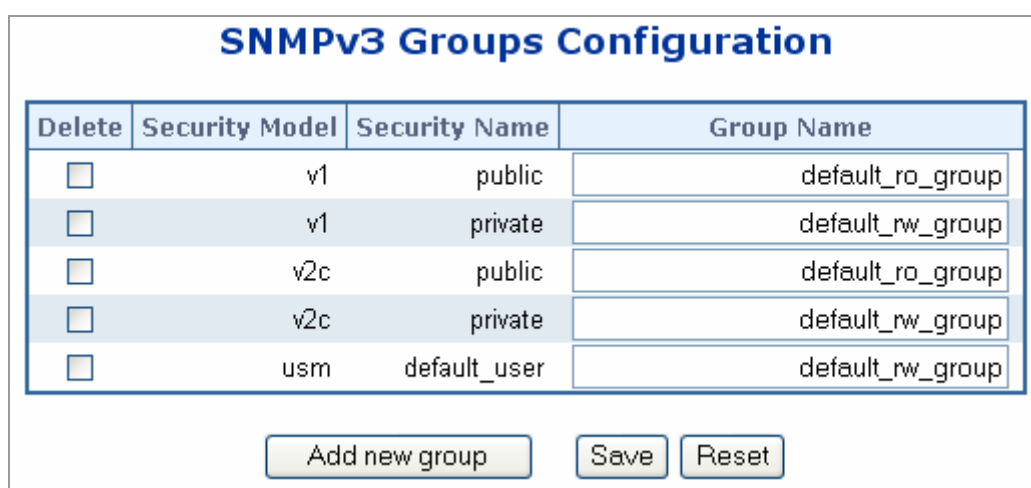 SNMPv3 Groups Configuration
Delete Security Model Security Name Group Name
v1 public default_ro_group
v1 private default_rw_group
v2c public default_ro_group
v2c private default_rw_group
usm default_user default_rw_group
Add new group Save Reset